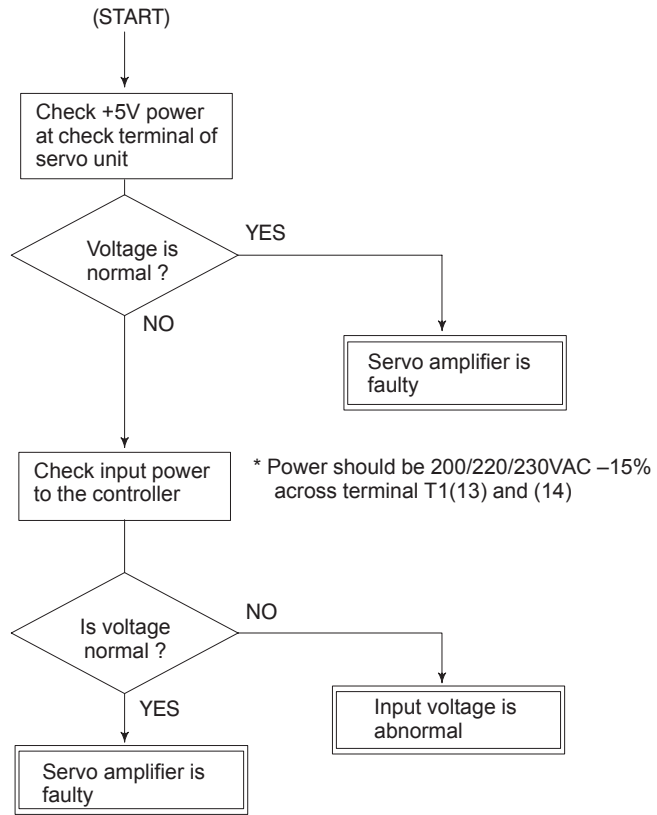 (START)
Check +5V power
at check terminal of
servo unit
Voltage is
normal ?
YES
NO
Servo amplifier is
faulty
Check input power
to the controller
* Power should be 200/220/230VAC –15%
across terminal T1(13) and (14)
Is voltage
normal ?
NO
YES
Input voltage is
abnormal
Servo amplifier is
faulty